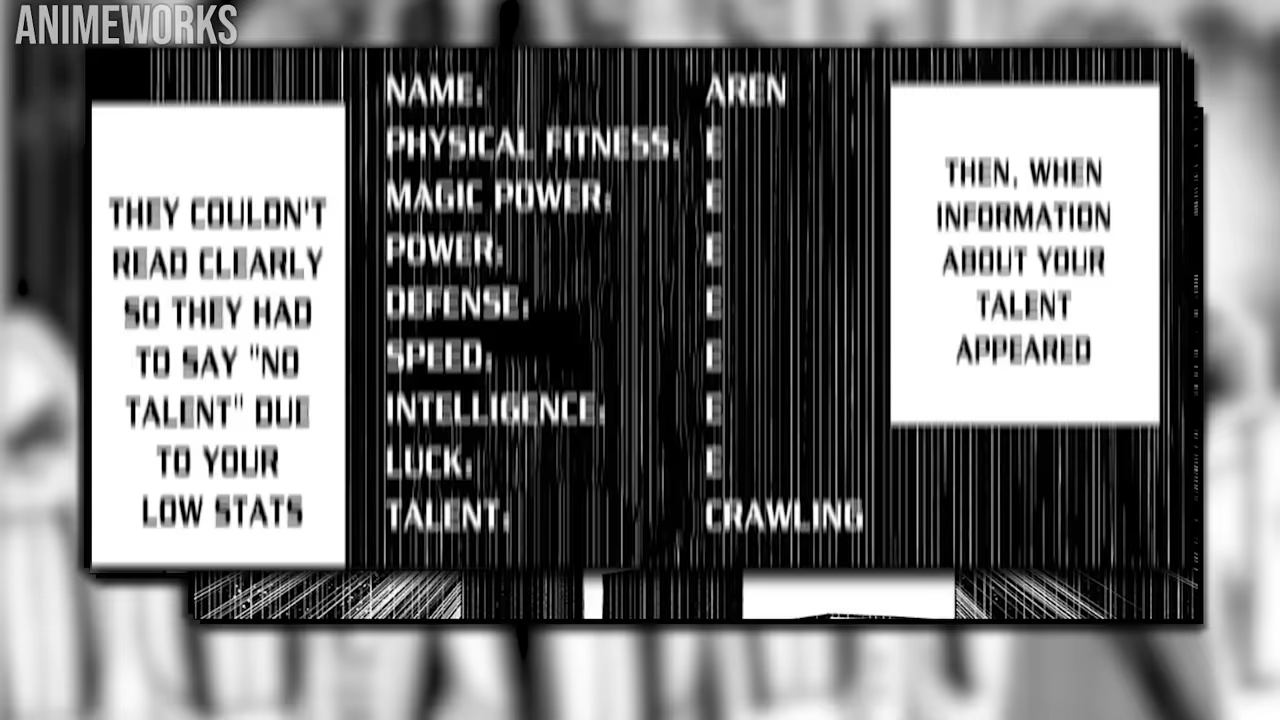 ANIMEWORKS
THEY COULDN'T
READ CLEARLY
SO THEY HAD
TO SAY "NO
TALENT" DUE
TO YOUR
LOW STATS
NAME: AREN
PHYSICAL FITNESS: E
MAGIC POWER: E
POWER: E
DEFENSE: E
SPEED: E
INTELLIGENCE: E
LUCK: E
TALENT: CRAWLING
THEN, WHEN
INFORMATION
ABOUT YOUR
TALENT
APPEARED